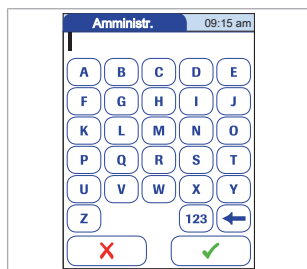 Amministr. 09:15 am
A B C D E
F G H I J
K L M N O
P Q R S T
U V W X Y
Z 123